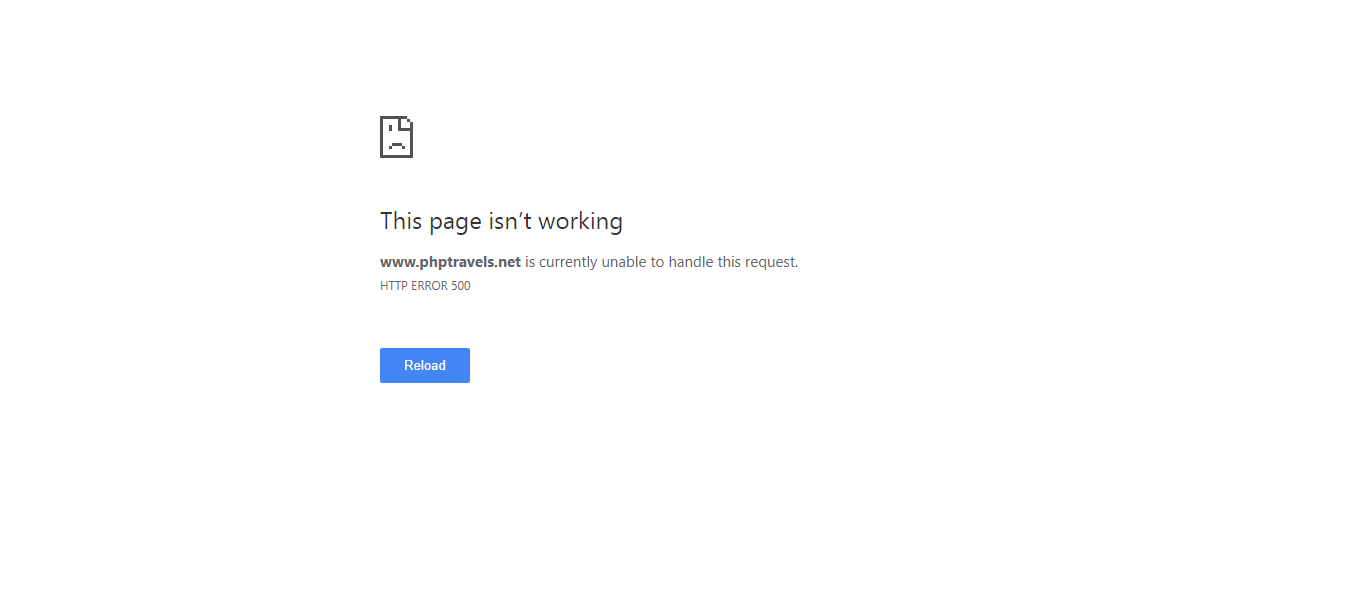 This page isn’t working
www.phptravels.net is currently unable to handle this request.
HTTP ERROR 500
Reload